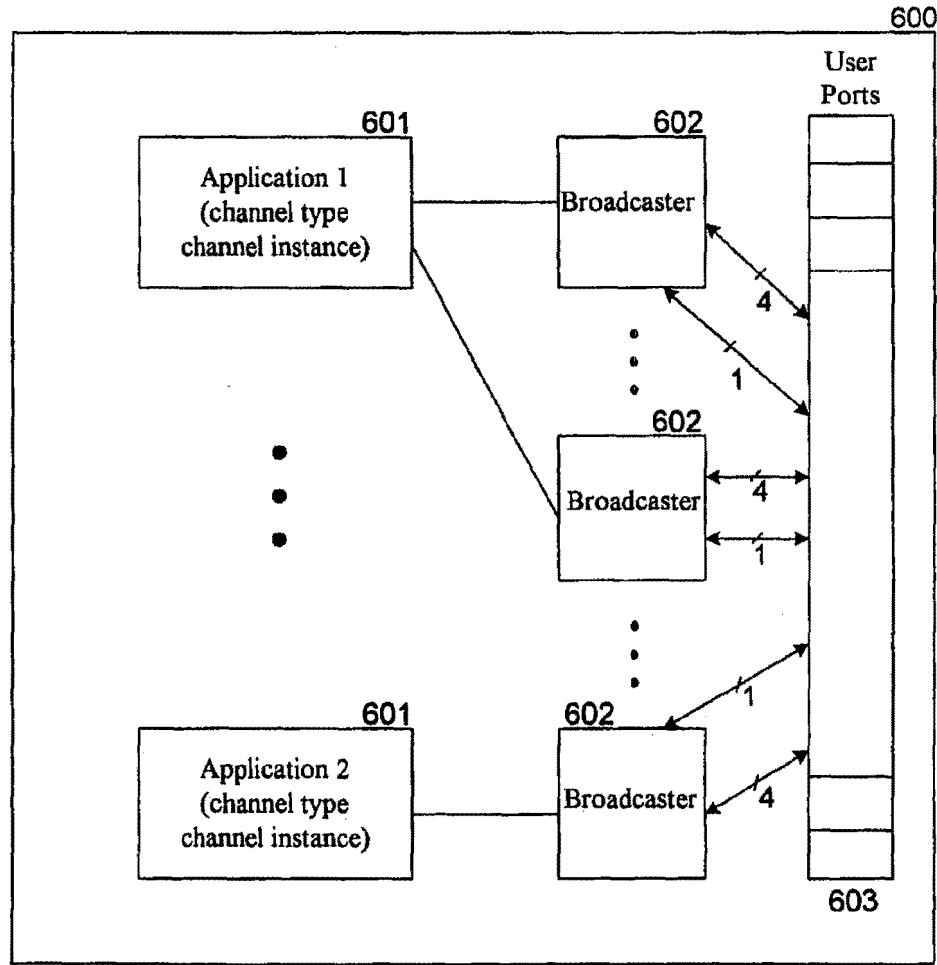 600
User
Ports
601
602
Application 1
(channel type
channel instance)
Broadcaster
4
1
602
Broadcaster
4
1
1
601
602
Application 2
(channel type
channel instance)
Broadcaster
4
603